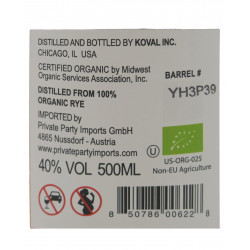 DISTILLED AND BOTTLED BY KOVAL INC.
CHICAGO, IL USA
CERTIFIED ORGANIC by Midwest
Organic Services Association, Inc.
BARREL #
YH3P39
DISTILLED FROM 100%
ORGANIC RYE
IMPORTED BY
Private Party Imports GmbH
4865 Nussdorf - Austria
www.privatepartyimports.com
40% VOL 500ML
US-ORG-025
Non-EU Agriculture
8 50786 00622 8